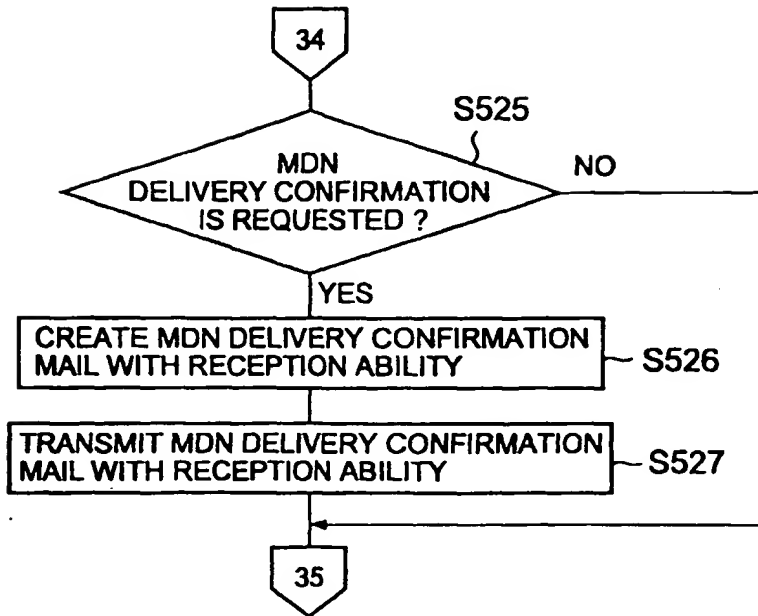 34
S525
MDN
DELIVERY CONFIRMATION
IS REQUESTED ?
NO
YES
CREATE MDN DELIVERY CONFIRMATION
MAIL WITH RECEPTION ABILITY
S526
TRANSMIT MDN DELIVERY CONFIRMATION
MAIL WITH RECEPTION ABILITY
S527
35